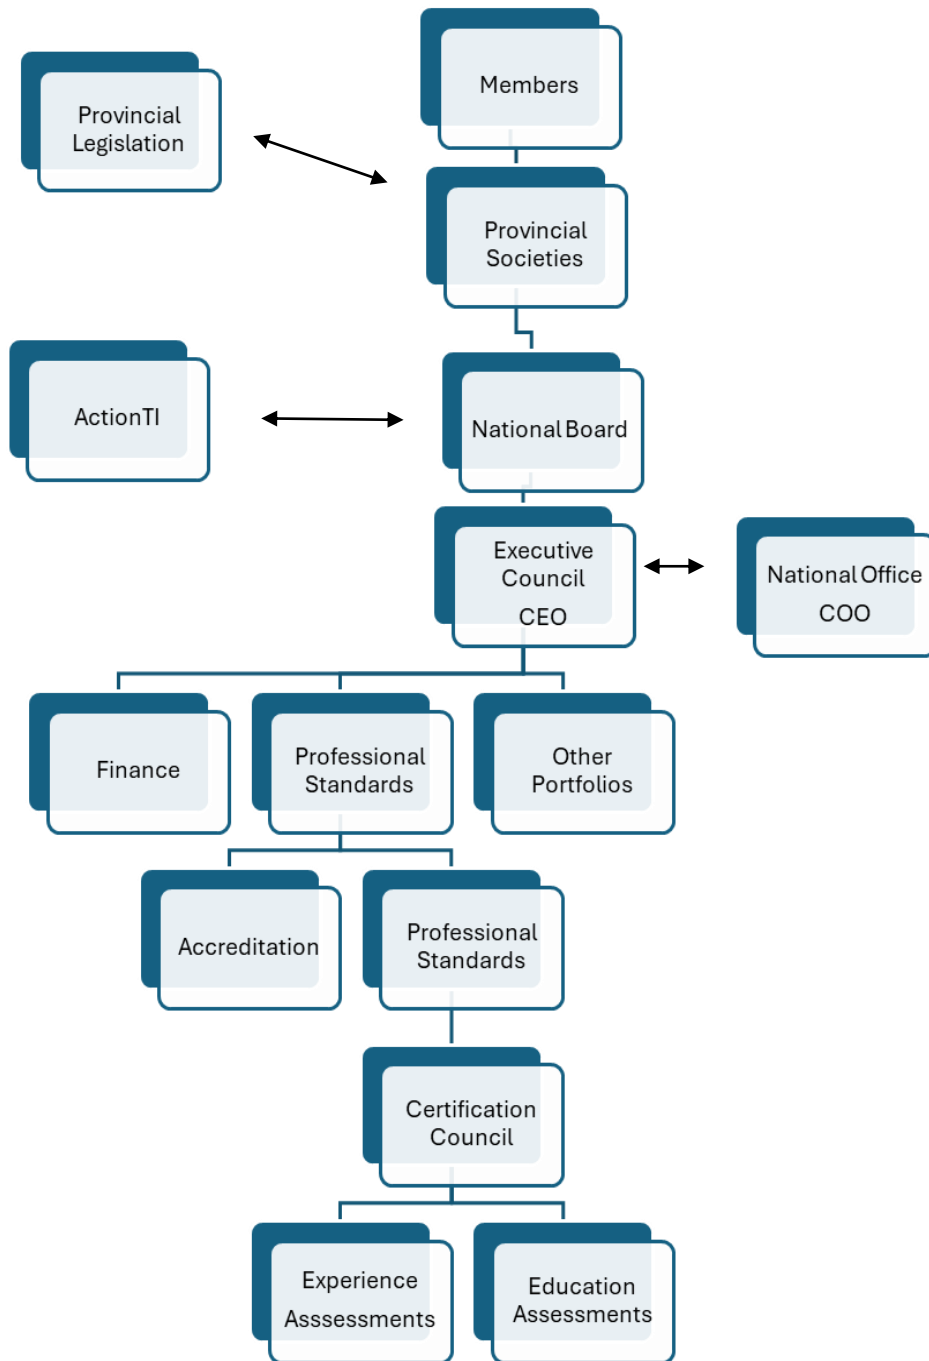 Members
Provincial
Legislation
Provincial
Societies
ActionTI
National Board
Executive
Council
CEO
National Office
COO
Finance
Professional
Standards
Other
Portfolios
Accreditation
Professional
Standards
Certification
Council
Experience
Asssessments
Education
Assessments